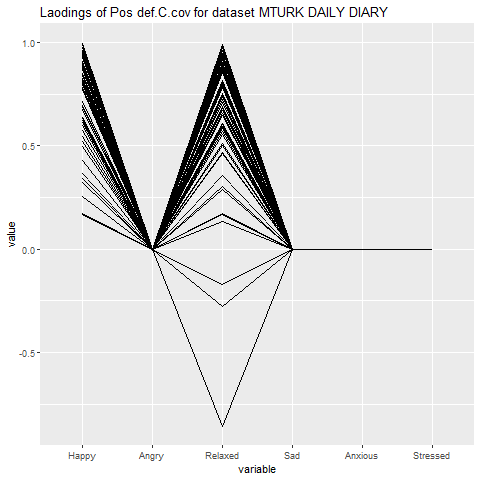 Laodings of Pos def.C.cov for dataset MTURK DAILY DIARY
1.0
0.5
0.0
-0.5
value
Happy Angry Relaxed Sad Anxious Stressed
variable